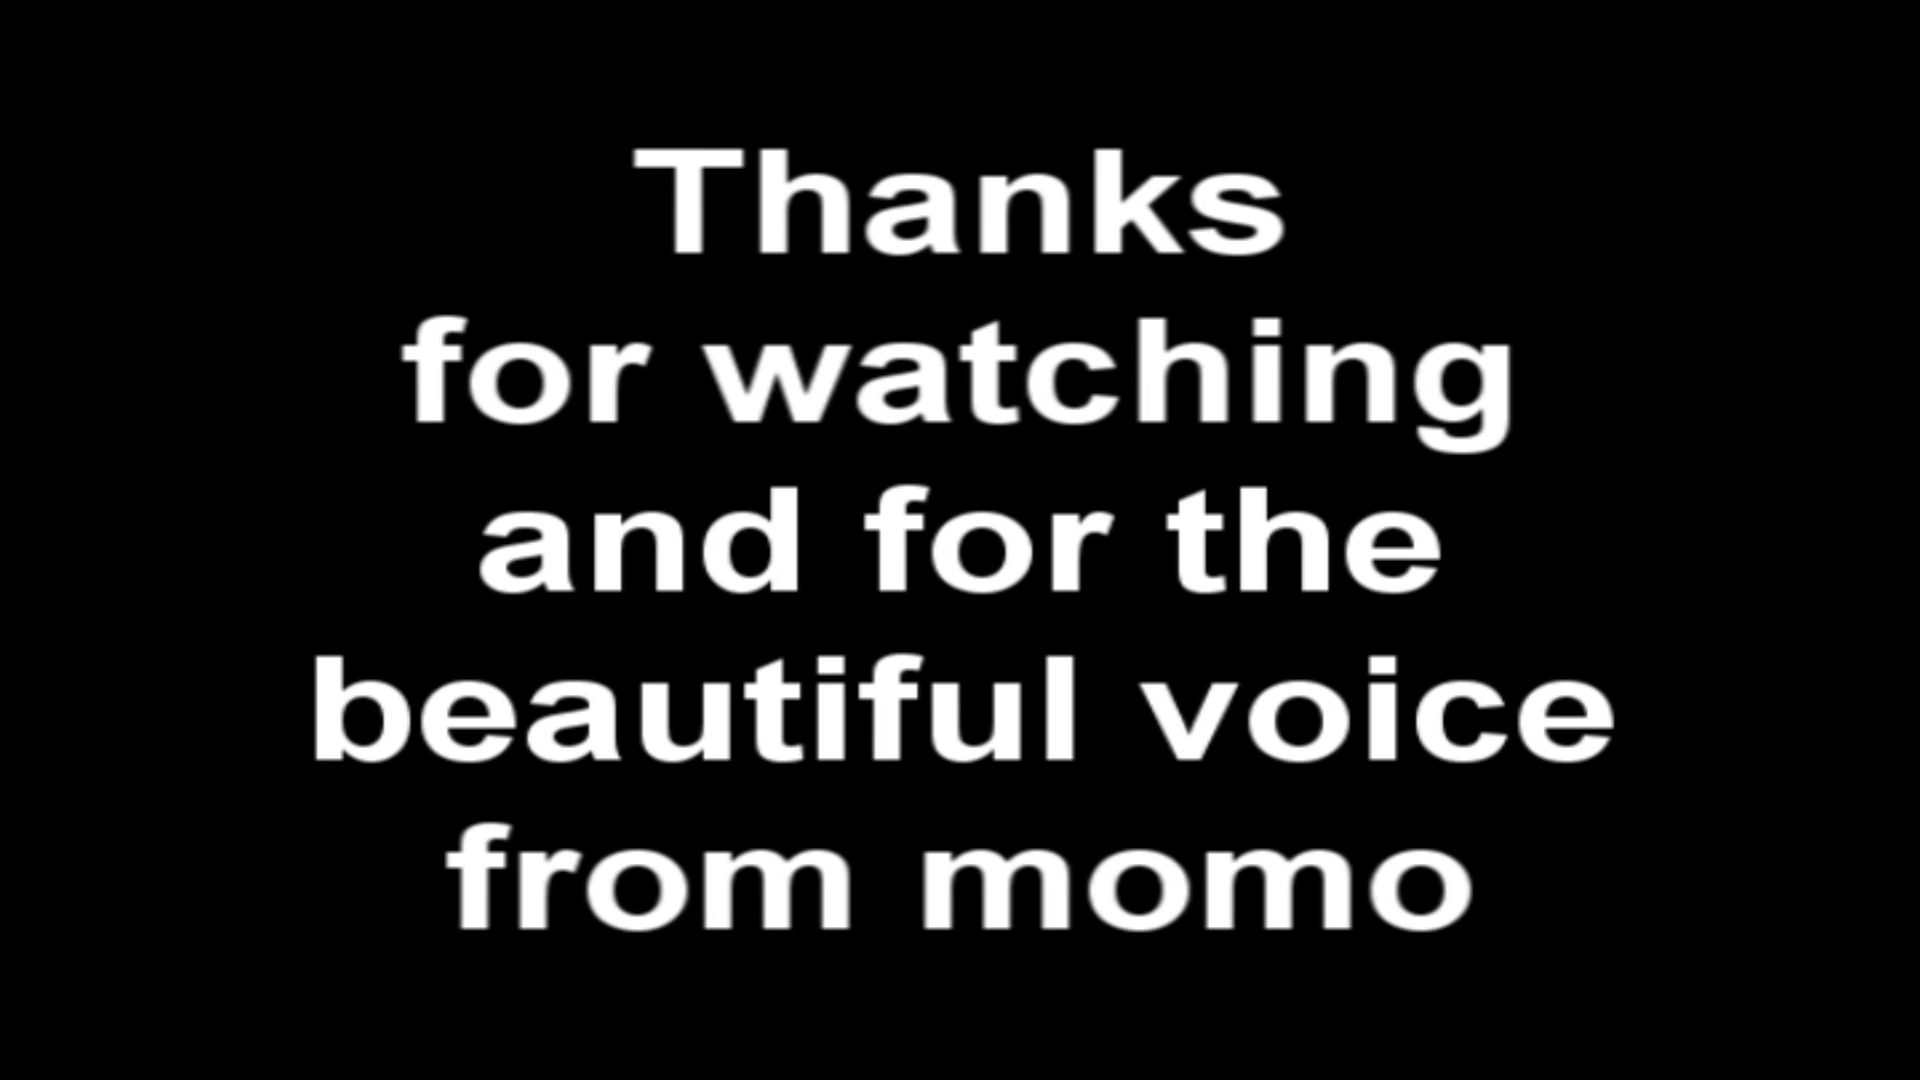 Thanks
for watching
and for the
beautiful voice
from momo